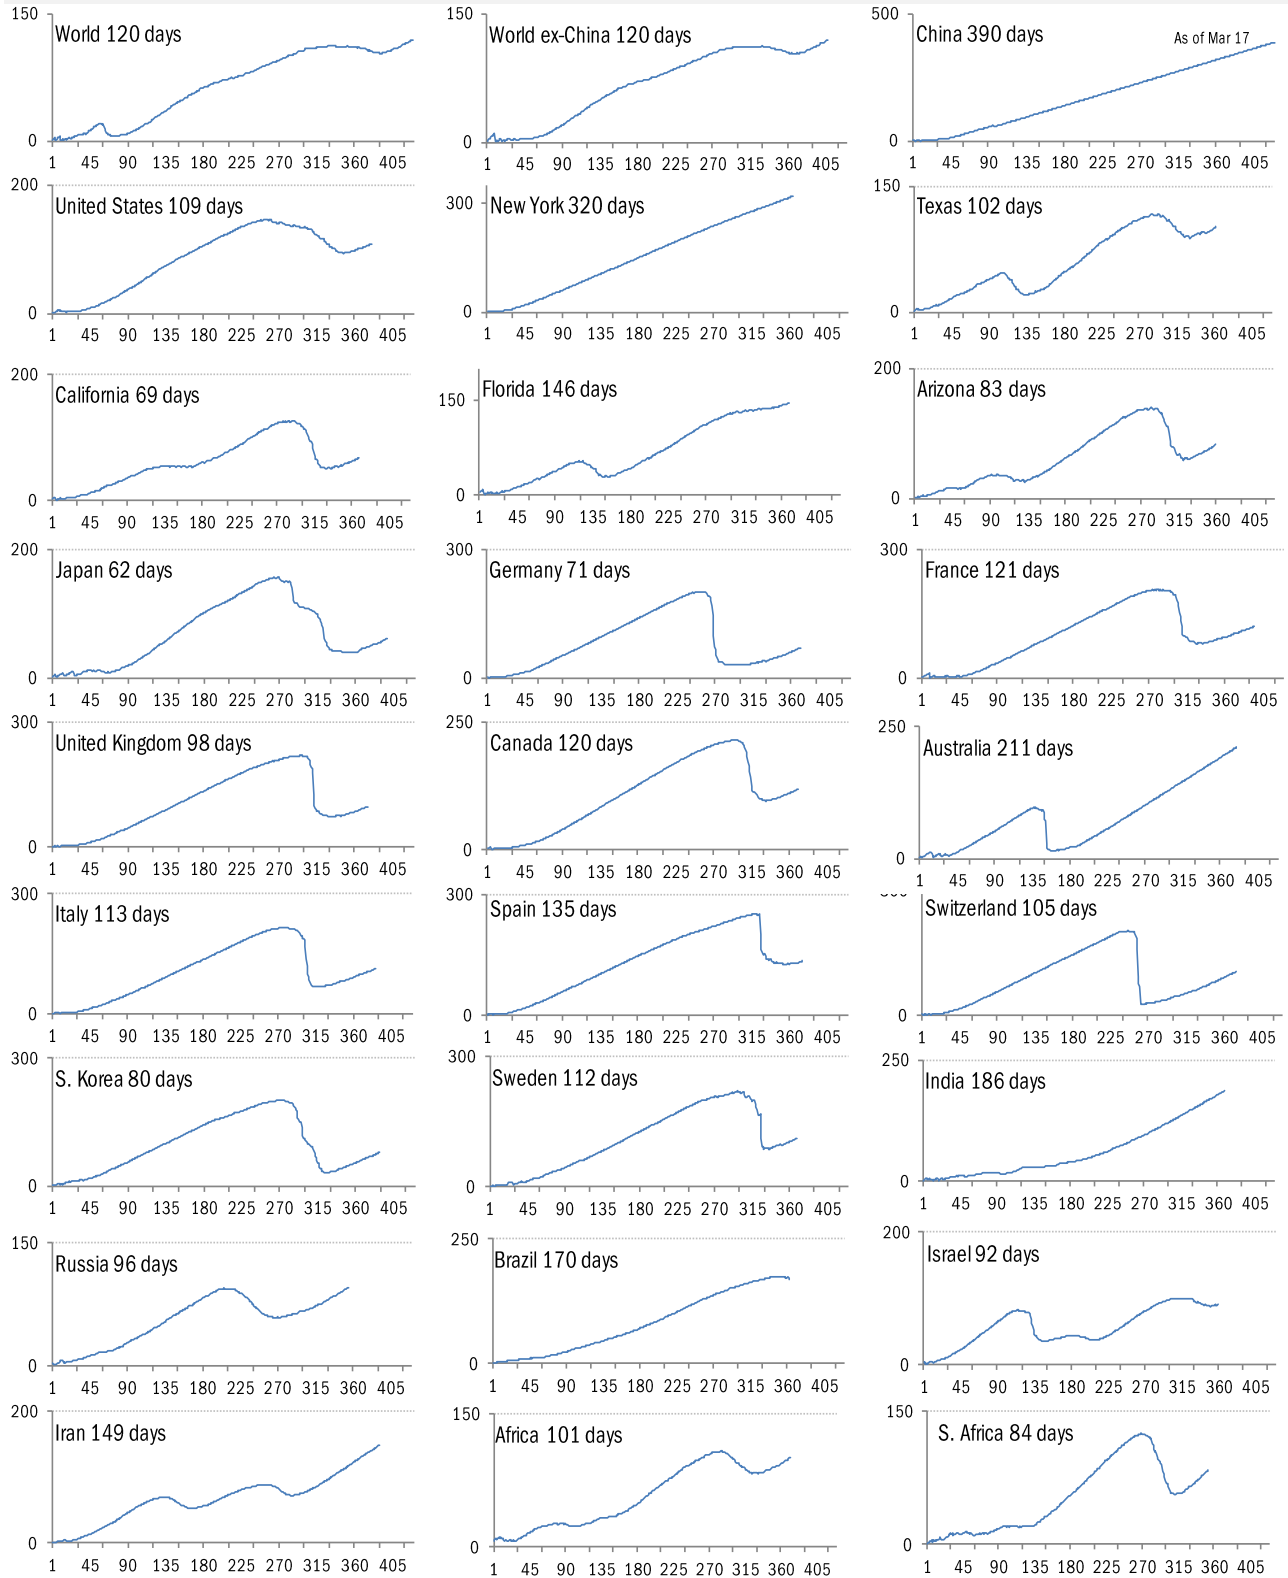 150
World 120 days
0
1 45 90 135 180 225 270 315 360 405
150
World ex-China 120 days
0
1 45 90 135 180 225 270 315 360 405
500
China 390 days
As of Mar 17
0
1 45 90 135 180 225 270 315 360 405
200
United States 109 days
0
1 45 90 135 180 225 270 315 360 405
300
New York 320 days
0
1 45 90 135 180 225 270 315 360 405
150
Texas 102 days
0
1 45 90 135 180 225 270 315 360 405
200
California 69 days
0
1 45 90 135 180 225 270 315 360 405
150
Florida 146 days
0
1 45 90 135 180 225 270 315 360 405
200
Arizona 83 days
0
1 45 90 135 180 225 270 315 360 405
200
Japan 62 days
0
1 45 90 135 180 225 270 315 360 405
300
Germany 71 days
0
1 45 90 135 180 225 270 315 360 405
300
France 121 days
0
1 45 90 135 180 225 270 315 360 405
300
United Kingdom 98 days
0
1 45 90 135 180 225 270 315 360 405
250
Canada 120 days
0
1 45 90 135 180 225 270 315 360 405
250
Australia 211 days
0
1 45 90 135 180 225 270 315 360 405
300
Italy 113 days
0
1 45 90 135 180 225 270 315 360 405
300
Spain 135 days
0
1 45 90 135 180 225 270 315 360 405
Switzerland 105 days
0
1 45 90 135 180 225 270 315 360 405
300
S. Korea 80 days
0
1 45 90 135 180 225 270 315 360 405
300
Sweden 112 days
0
1 45 90 135 180 225 270 315 360 405
250
India 186 days
0
1 45 90 135 180 225 270 315 360 405
150
Russia 96 days
0
1 45 90 135 180 225 270 315 360 405
250
Brazil 170 days
0
1 45 90 135 180 225 270 315 360 405
200
Israel 92 days
0
1 45 90 135 180 225 270 315 360 405
200
Iran 149 days
0
1 45 90 135 180 225 270 315 360 405
150
Africa 101 days
0
1 45 90 135 180 225 270 315 360 405
150
S. Africa 84 days
0
1 45 90 135 180 225 270 315 360 405